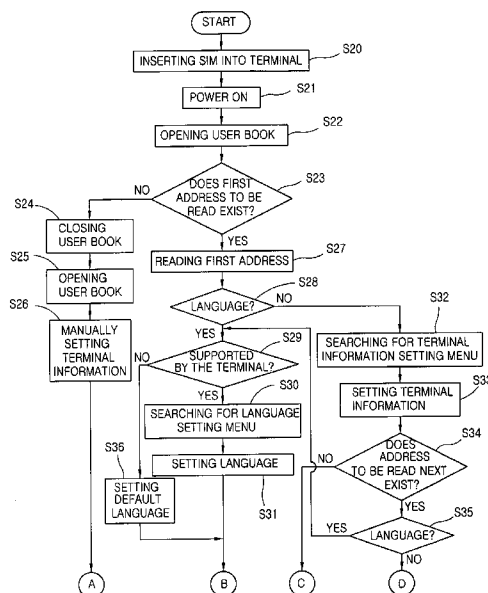 START
S20
INSERTING SIM INTO TERMINAL
S21
POWER ON
S22
OPENING USER BOOK
S23
DOES FIRST
ADDRESS TO BE
READ EXIST?
NO
YES
S24
CLOSING
USER BOOK
S25
OPENING
USER BOOK
S26
MANUALLY
SETTING
TERMINAL
INFORMATION
S27
READING FIRST ADDRESS
S28
LANGUAGE?
NO
YES
S29
SUPPORTED
BY THE TERMINAL?
NO
YES
S30
SEARCHING FOR LANGUAGE
SETTING MENU
SETTING LANGUAGE
S31
S36
SETTING
DEFAULT
LANGUAGE
S32
SEARCHING FOR TERMINAL
INFORMATION SETTING MENU
S33
SETTING TERMINAL
INFORMATION
S34
DOES
ADDRESS
TO BE READ NEXT
EXIST?
NO
YES
S35
LANGUAGE?
YES
NO
A
B
C
D